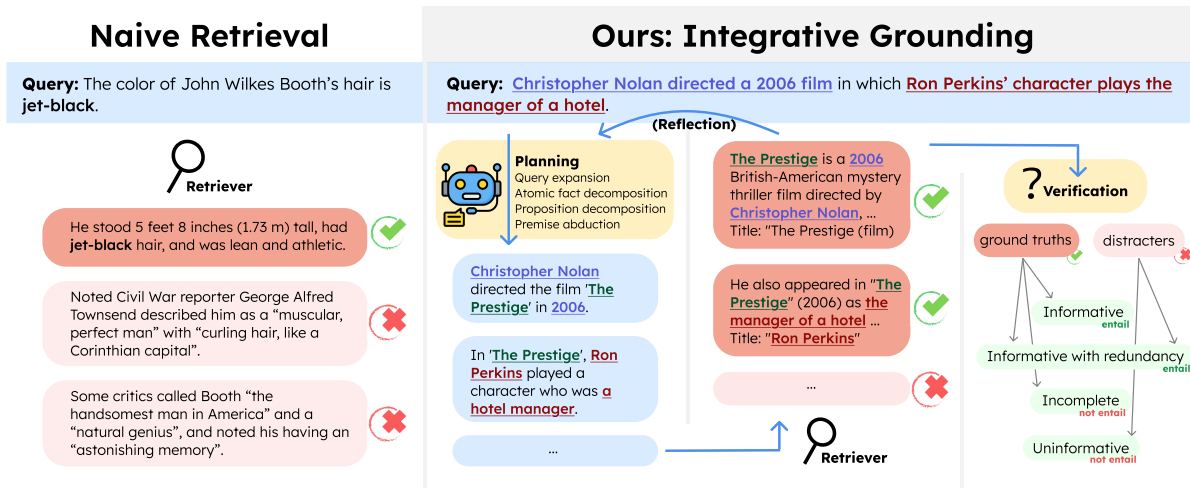 Naive Retrieval
Query: The color of John Wilkes Booth's hair is
jet-black.
Retriever
He stood 5 feet 8 inches (1.73 m) tall, had
jet-black hair, and was lean and athletic.
Noted Civil War reporter George Alfred
Townsend described him as a “muscular,
perfect man” with “curling hair, like a
Corinthian capital”.
Some critics called Booth “the
handsomest man in America” and a
“natural genius”, and noted his having an
“astonishing memory”.
Ours: Integrative Grounding
Query: Christopher Nolan directed a 2006 film in which Ron Perkins’ character plays the
manager of a hotel.
(Reflection)
Planning
Query expansion
Atomic fact decomposition
Proposition decomposition
Premise abduction
Christopher Nolan
directed the film 'The
Prestige' in 2006.
In 'The Prestige', Ron
Perkins played a
character who was a
hotel manager.
...
The Prestige is a 2006
British-American mystery
thriller film directed by
Christopher Nolan, ...
Title: "The Prestige (film)
He also appeared in "The
Prestige" (2006) as the
manager of a hotel ...
Title: "Ron Perkins"
...
Retriever
? Verification
ground truths
distracters
Informative
entail
Informative with redundancy
entail
Incomplete
not entail
Uninformative
not entail